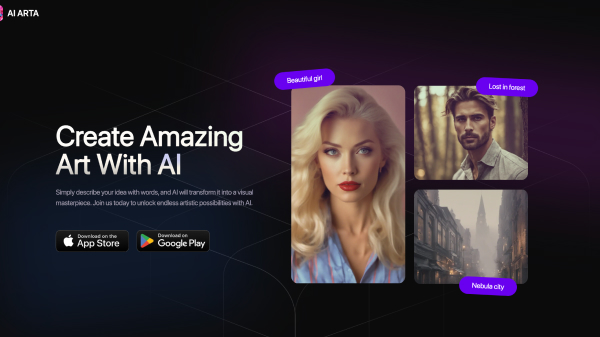 AI ARTA
Beautiful girl
Lost in forest
Create Amazing
Art With AI
Simply describe your idea with words, and AI will transform it into a visual
masterpiece. Join us today to unlock endless artistic possibilities with AI.
Download on the
App Store
Download on
Google Play
Nebula city